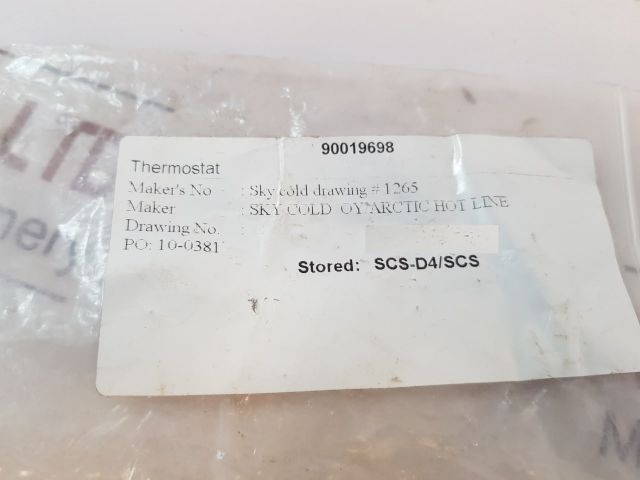 90019698
Thermostat
Maker's No : Sky cold drawing # 1265
Maker : SKY COLD OY*ARCTIC HOT LINE
Drawing No. :
PO: 10-0381
Stored: SCS-D4/SCS